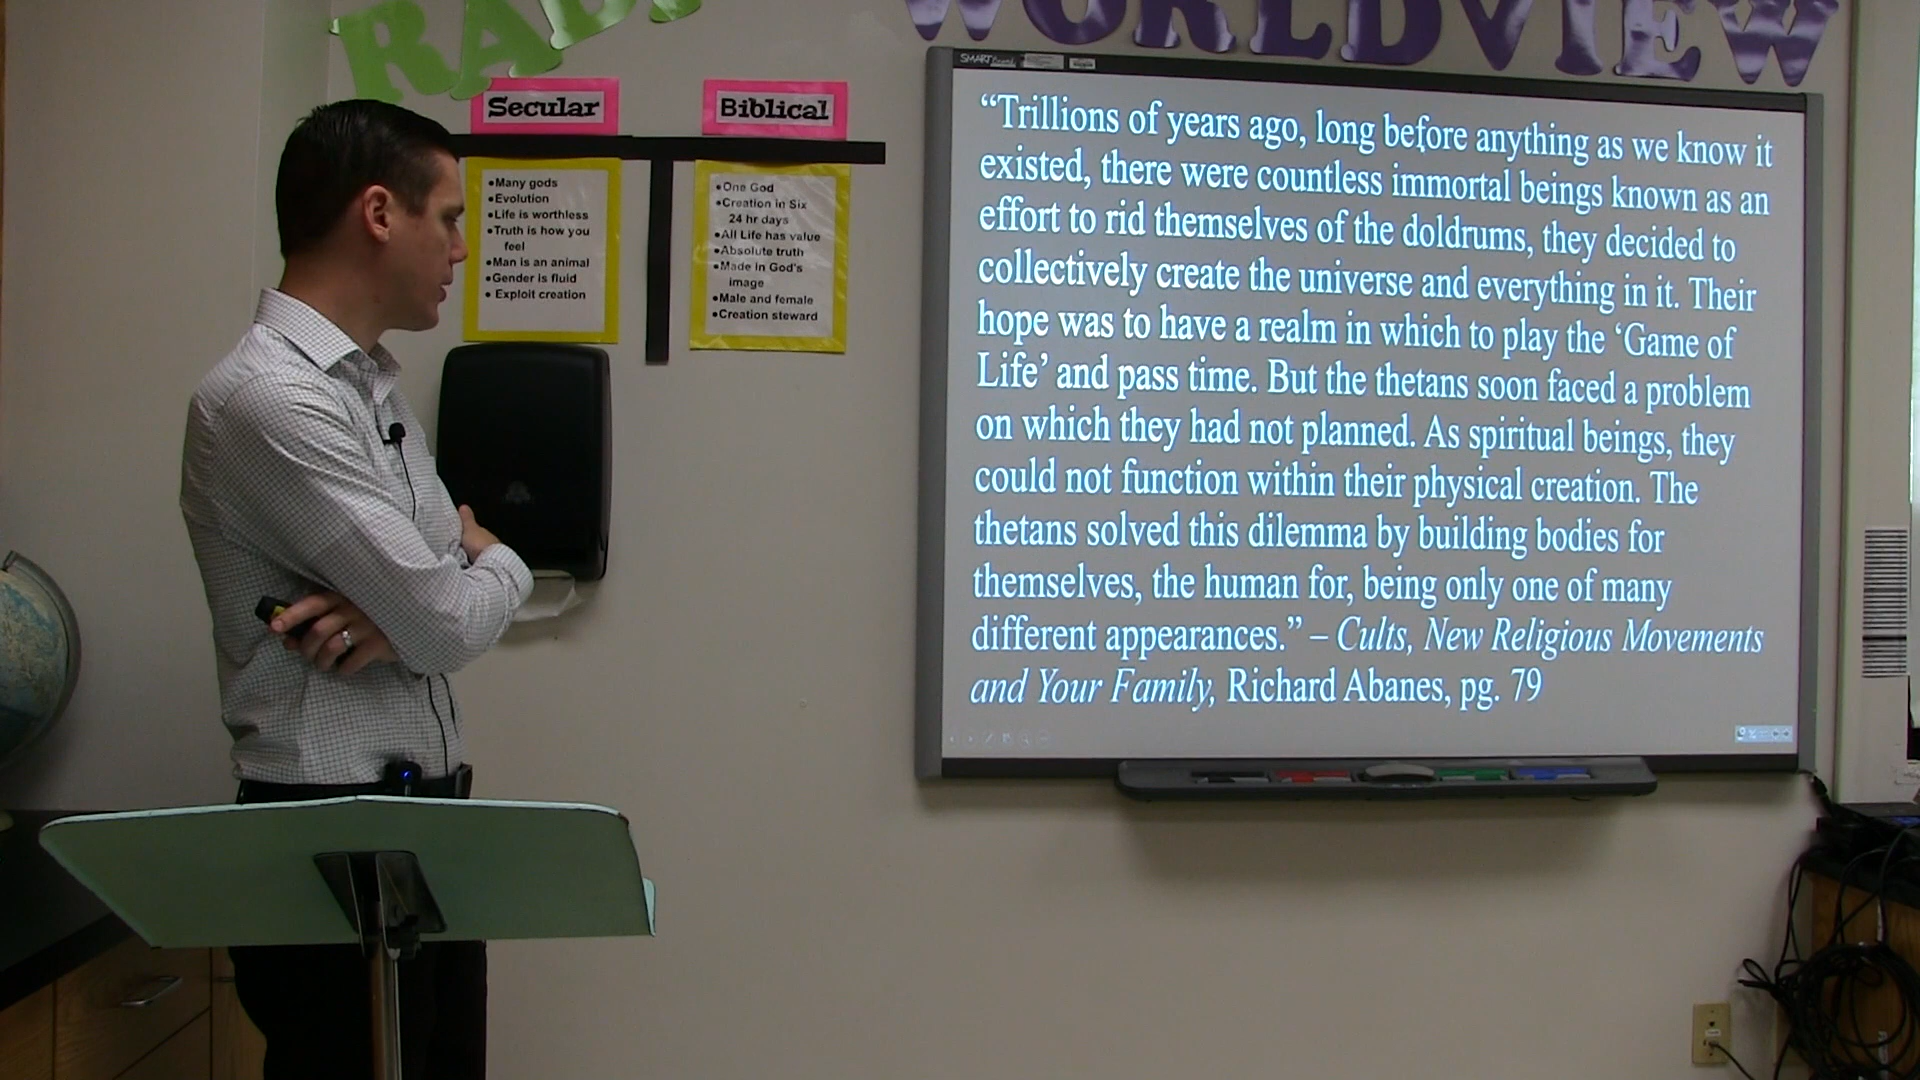 RAD
WORLDVIEW
Secular
Biblical
•Many gods
•Evolution
•Life is worthless
•Truth is how you
feel
•Man is an animal
•Gender is fluid
• Exploit creation
•One God
•Creation in Six
24 hr days
•All Life has value
•Absolute truth
•Made in God's
image
•Male and female
•Creation steward
SMART Board
“Trillions of years ago, long before anything as we know it
existed, there were countless immortal beings known as an
effort to rid themselves of the doldrums, they decided to
collectively create the universe and everything in it. Their
hope was to have a realm in which to play the ‘Game of
Life’ and pass time. But the thetans soon faced a problem
on which they had not planned. As spiritual beings, they
could not function within their physical creation. The
thetans solved this dilemma by building bodies for
themselves, the human for, being only one of many
different appearances.” – Cults, New Religious Movements
and Your Family, Richard Abanes, pg. 79